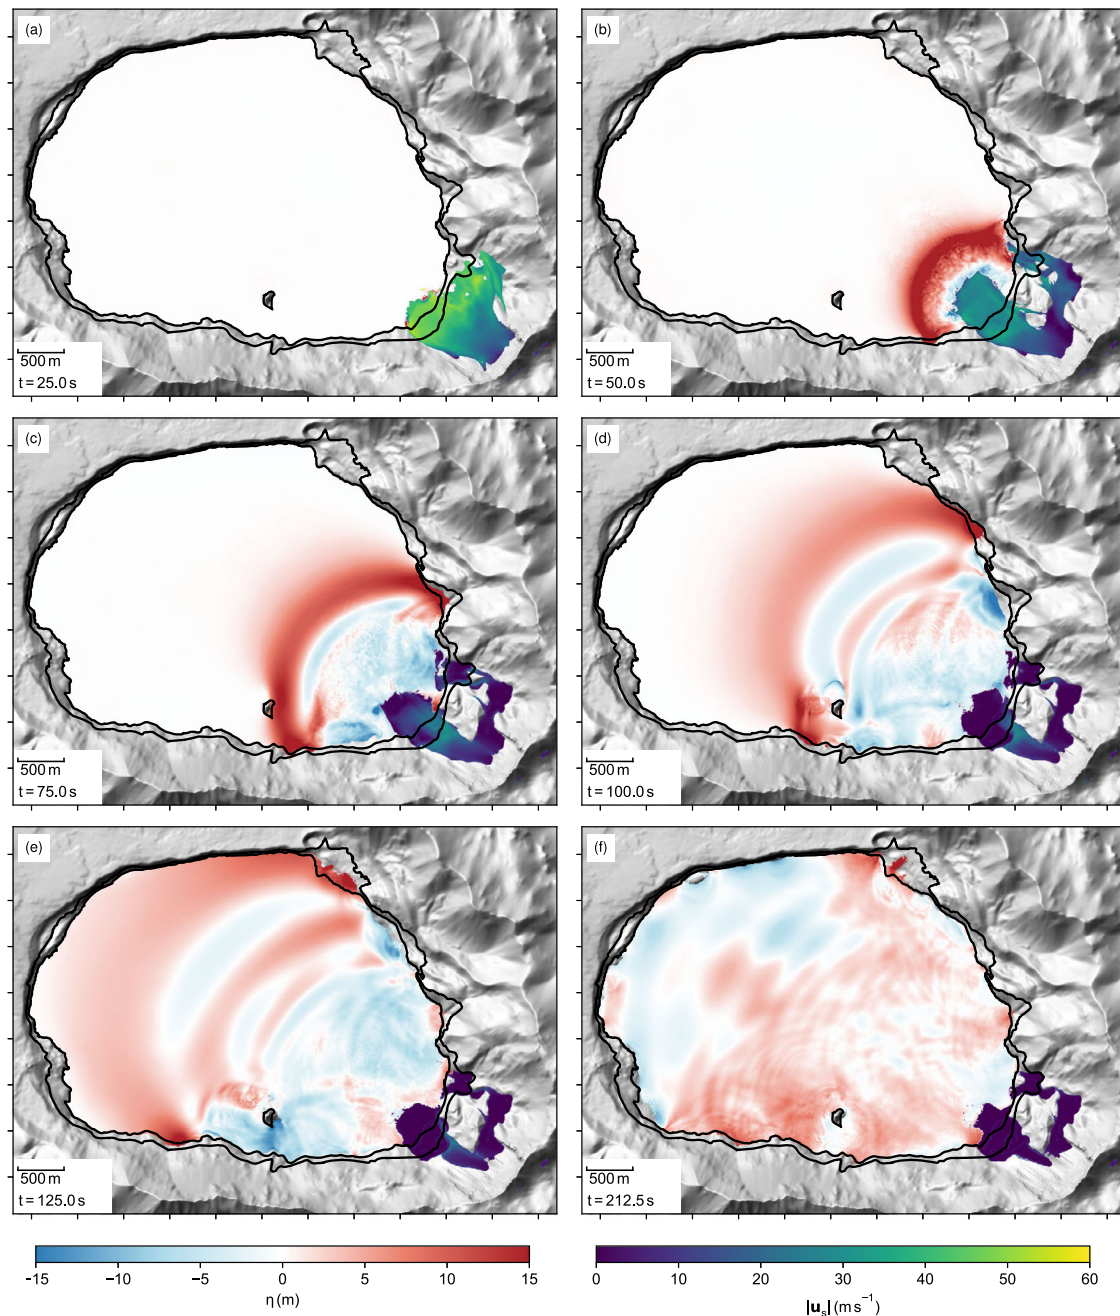 (a)
500 m
t = 25.0 s
(b)
500 m
t = 50.0 s
(c)
500 m
t = 75.0 s
(d)
500 m
t = 100.0 s
(e)
500 m
t = 125.0 s
(f)
500 m
t = 212.5 s
−15 −10 −5 0 5 10 15
η (m)
0 10 20 30 40 50 60
|u_s| (m s⁻¹)